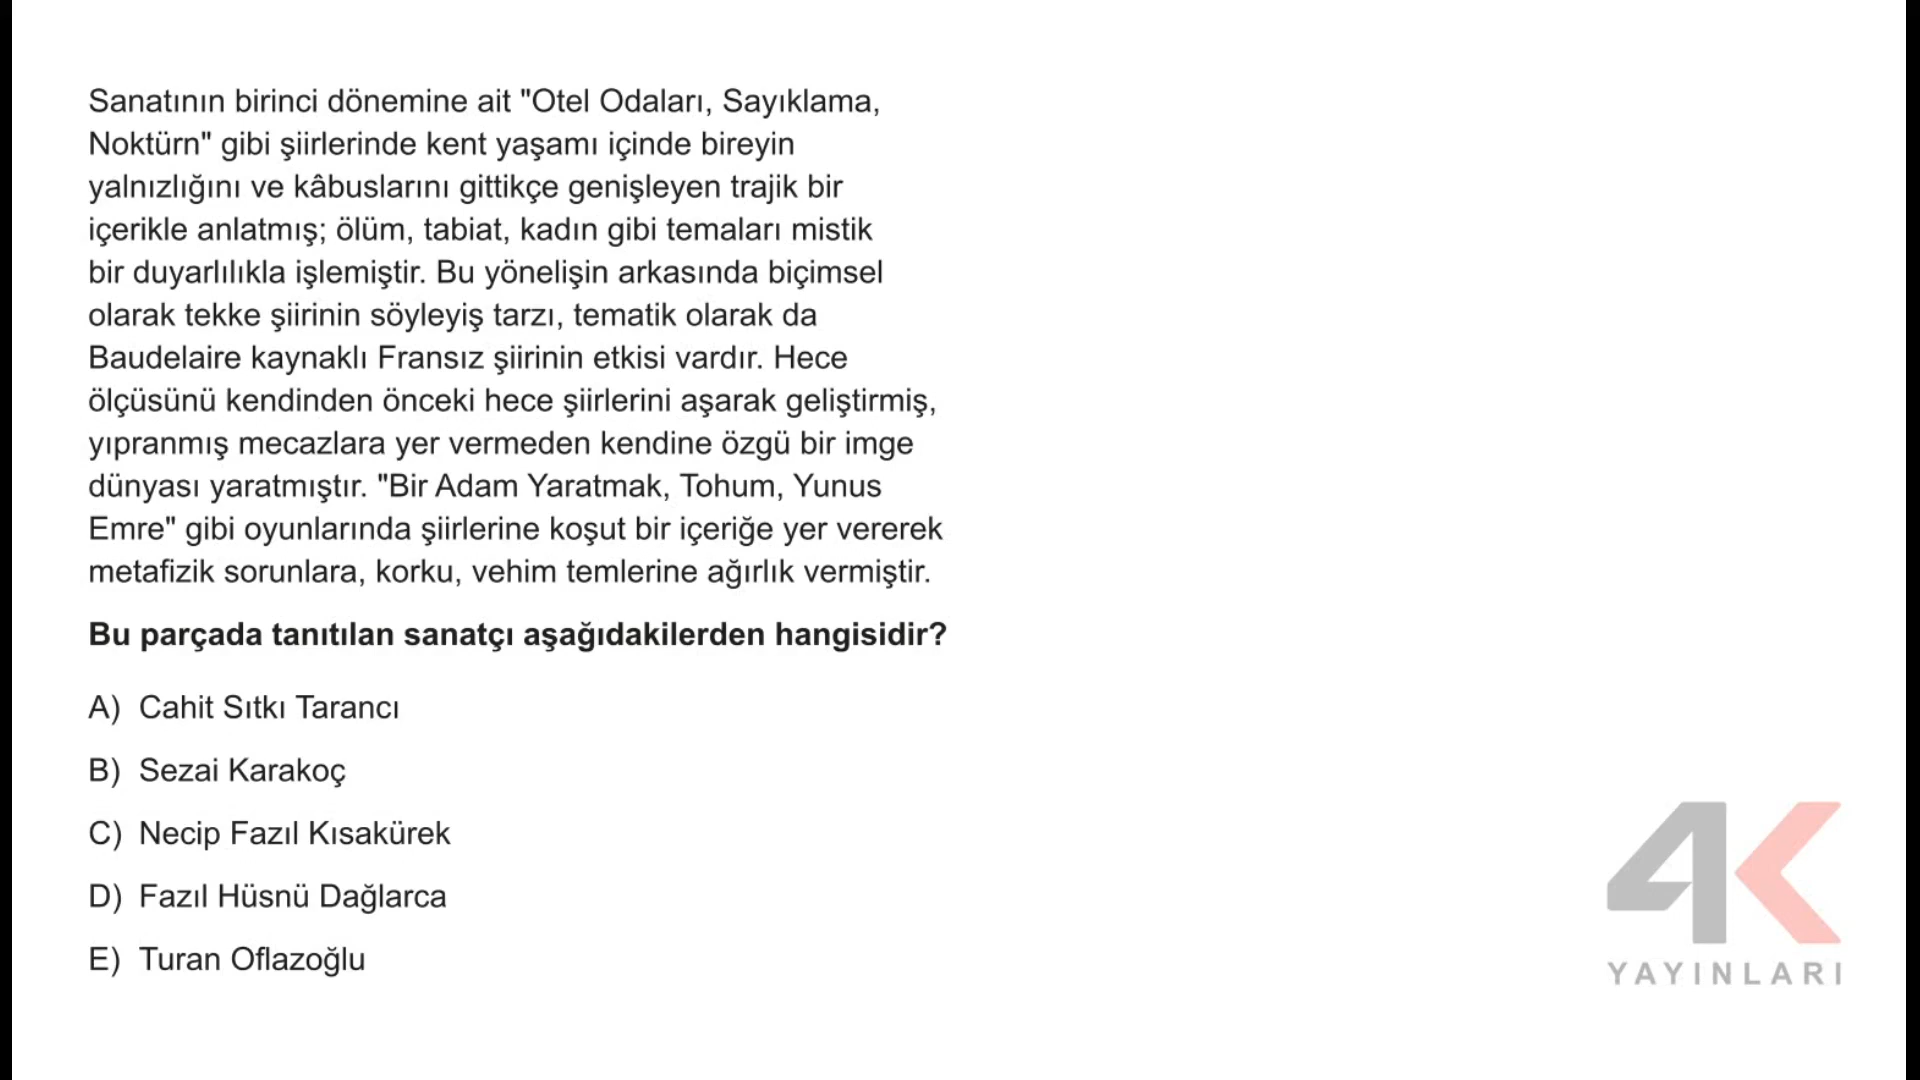 Sanatının birinci dönemine ait "Otel Odaları, Sayıklama,
Noktürn" gibi şiirlerinde kent yaşamı içinde bireyin
yalnızlığını ve kâbuslarını gittikçe genişleyen trajik bir
içerikle anlatmış; ölüm, tabiat, kadın gibi temaları mistik
bir duyarlılıkla işlemiştir. Bu yönelişin arkasında biçimsel
olarak tekke şiirinin söyleyiş tarzı, tematik olarak da
Baudelaire kaynaklı Fransız şiirinin etkisi vardır. Hece
ölçüsünü kendinden önceki hece şiirlerini aşarak geliştirmiş,
yıpranmış mecazlara yer vermeden kendine özgü bir imge
dünyası yaratmıştır. "Bir Adam Yaratmak, Tohum, Yunus
Emre" gibi oyunlarında şiirlerine koşut bir içeriğe yer vererek
metafizik sorunlara, korku, vehim temlerine ağırlık vermiştir.
Bu parçada tanıtılan sanatçı aşağıdakilerden hangisidir?
A) Cahit Sıtkı Tarancı
B) Sezai Karakoç
C) Necip Fazıl Kısakürek
D) Fazıl Hüsnü Dağlarca
E) Turan Oflazoğlu
4K
YAYINLARI